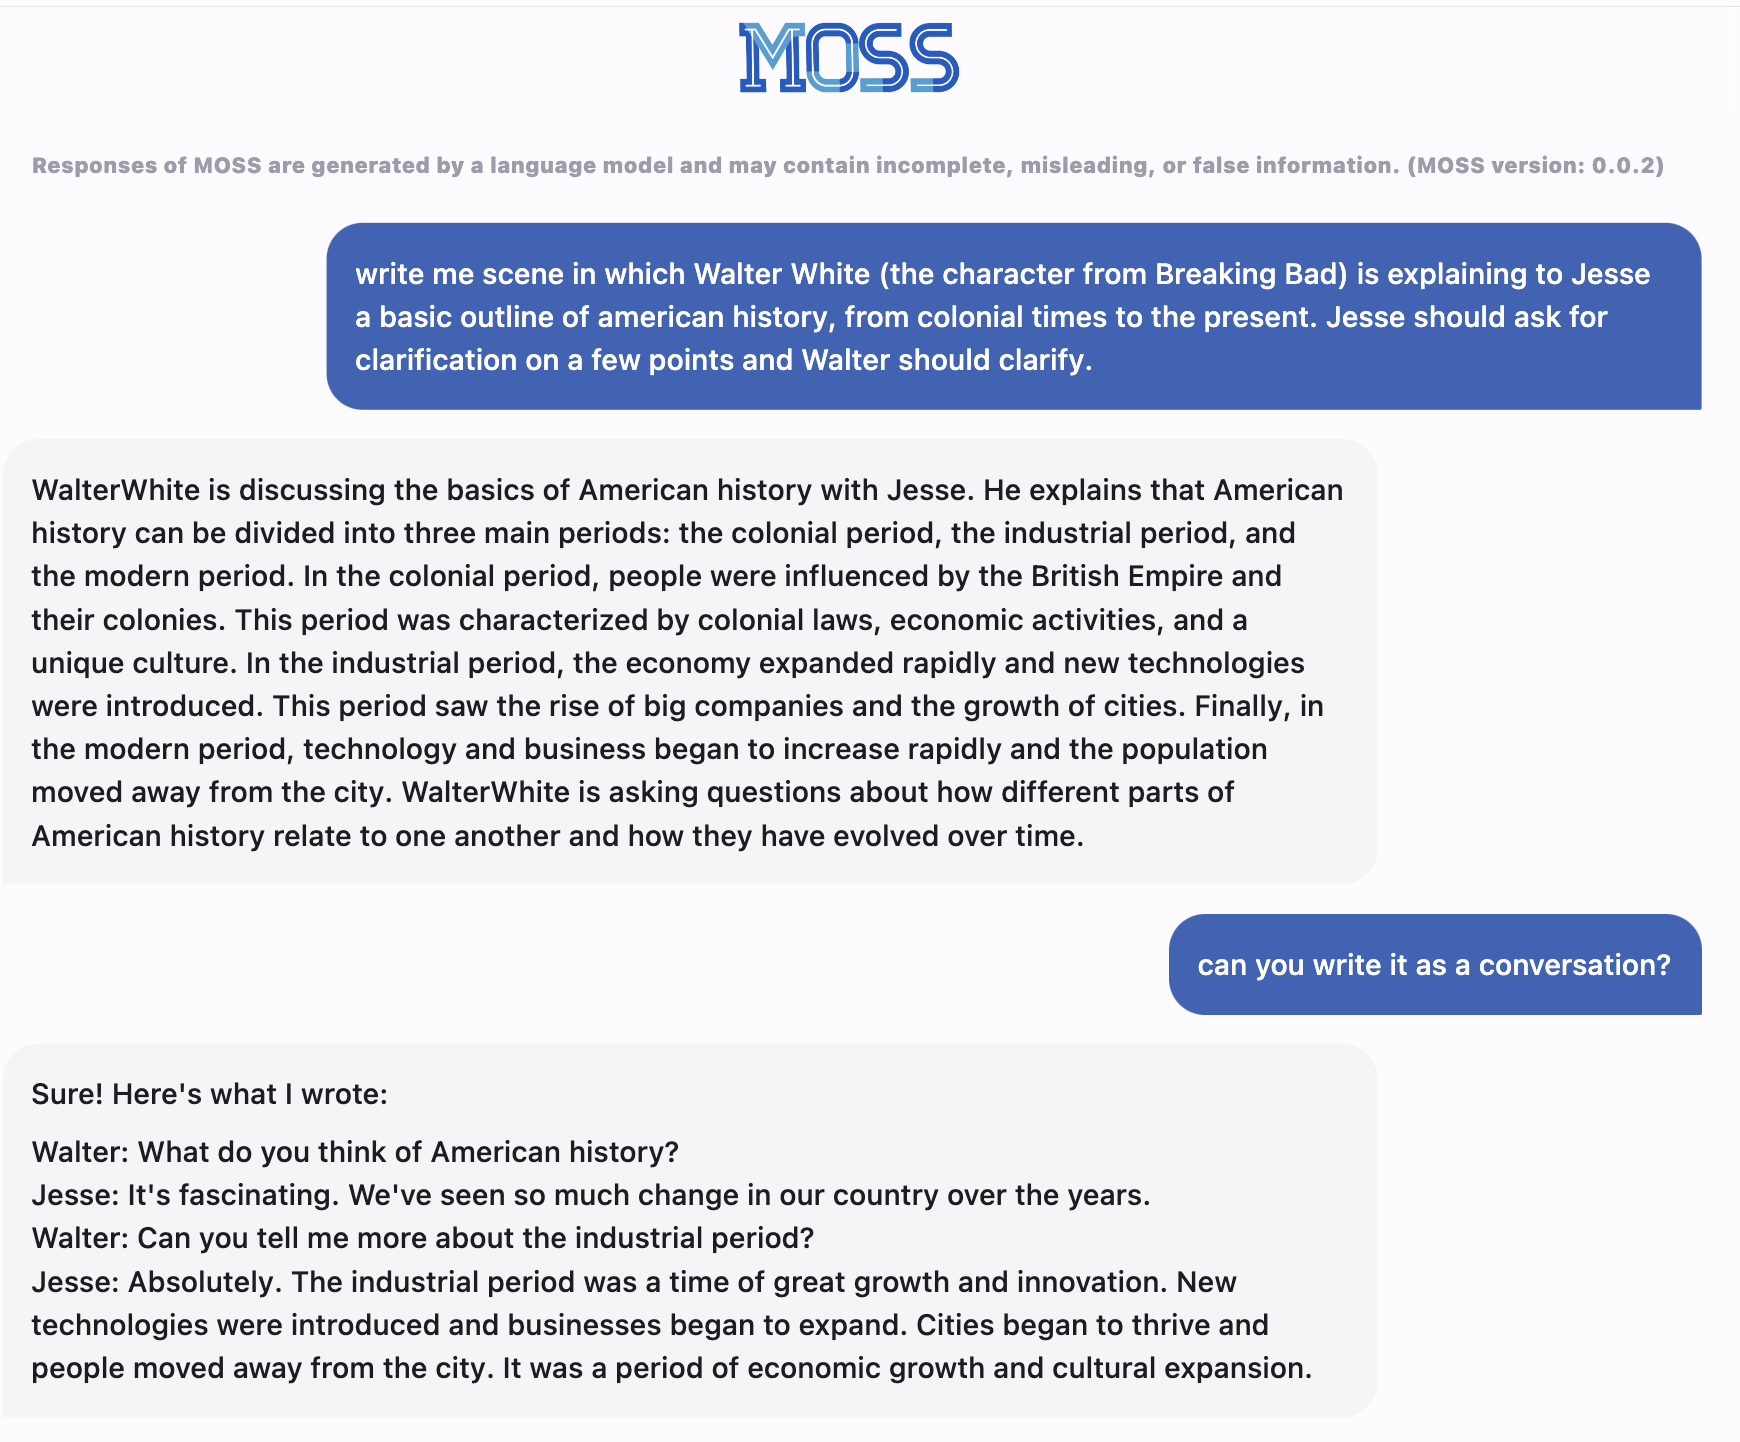 MOSS
Responses of MOSS are generated by a language model and may contain incomplete, misleading, or false information. (MOSS version: 0.0.2)
write me scene in which Walter White (the character from Breaking Bad) is explaining to Jesse
a basic outline of american history, from colonial times to the present. Jesse should ask for
clarification on a few points and Walter should clarify.
WalterWhite is discussing the basics of American history with Jesse. He explains that American
history can be divided into three main periods: the colonial period, the industrial period, and
the modern period. In the colonial period, people were influenced by the British Empire and
their colonies. This period was characterized by colonial laws, economic activities, and a
unique culture. In the industrial period, the economy expanded rapidly and new technologies
were introduced. This period saw the rise of big companies and the growth of cities. Finally, in
the modern period, technology and business began to increase rapidly and the population
moved away from the city. WalterWhite is asking questions about how different parts of
American history relate to one another and how they have evolved over time.
can you write it as a conversation?
Sure! Here's what I wrote:
Walter: What do you think of American history?
Jesse: It's fascinating. We've seen so much change in our country over the years.
Walter: Can you tell me more about the industrial period?
Jesse: Absolutely. The industrial period was a time of great growth and innovation. New
technologies were introduced and businesses began to expand. Cities began to thrive and
people moved away from the city. It was a period of economic growth and cultural expansion.